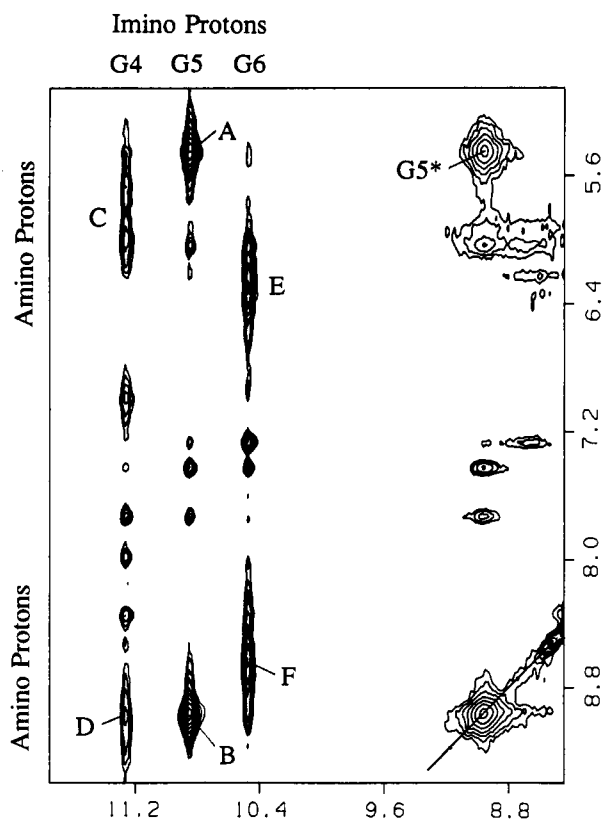 Imino Protons
G4 G5 G6
A
G5*
5.6
C
Amino Protons
E
6.4
7.2
8.0
Amino Protons
F
8.8
D
B
11.2 10.4 9.6 8.8